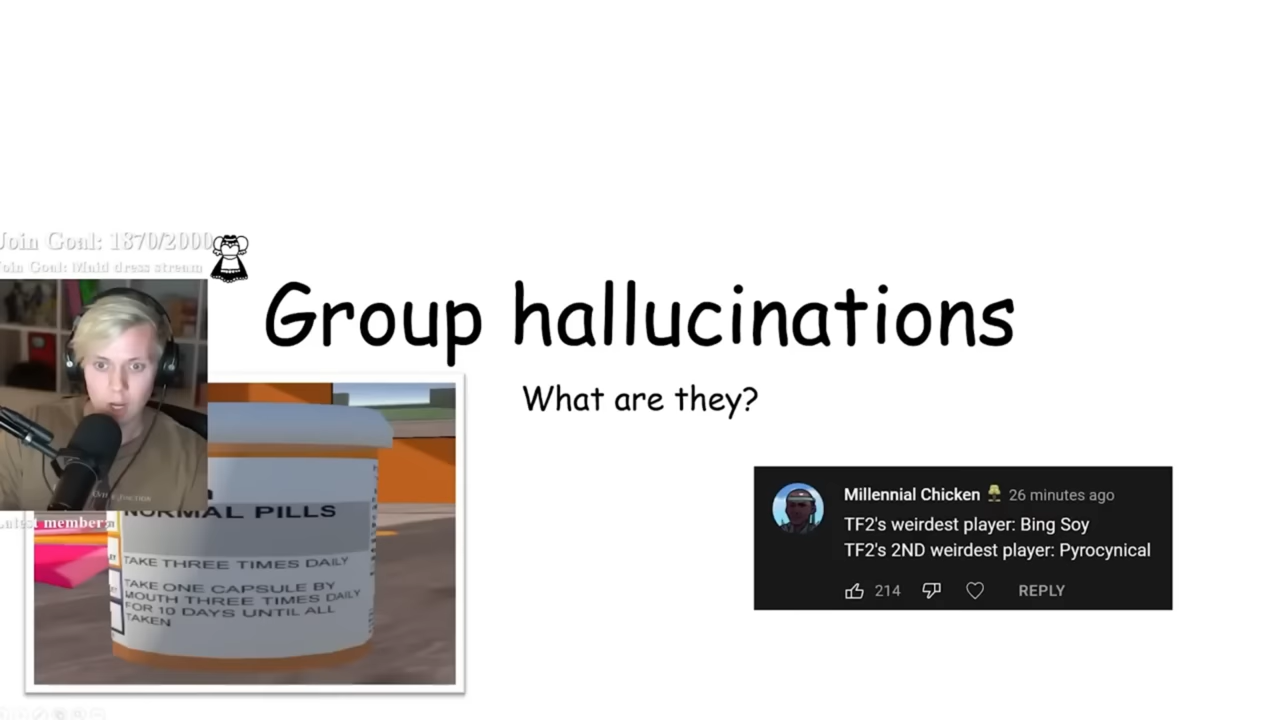 Join Goal: 1870/2000
Join Goal: Maid dress stream
Group hallucinations
What are they?
Latest member
NORMAL PILLS
TAKE THREE TIMES DAILY
TAKE ONE CAPSULE BY
MOUTH THREE TIMES DAILY
FOR 10 DAYS UNTIL ALL
TAKEN
Millennial Chicken 26 minutes ago
TF2's weirdest player: Bing Soy
TF2's 2ND weirdest player: Pyrocynical
214 REPLY